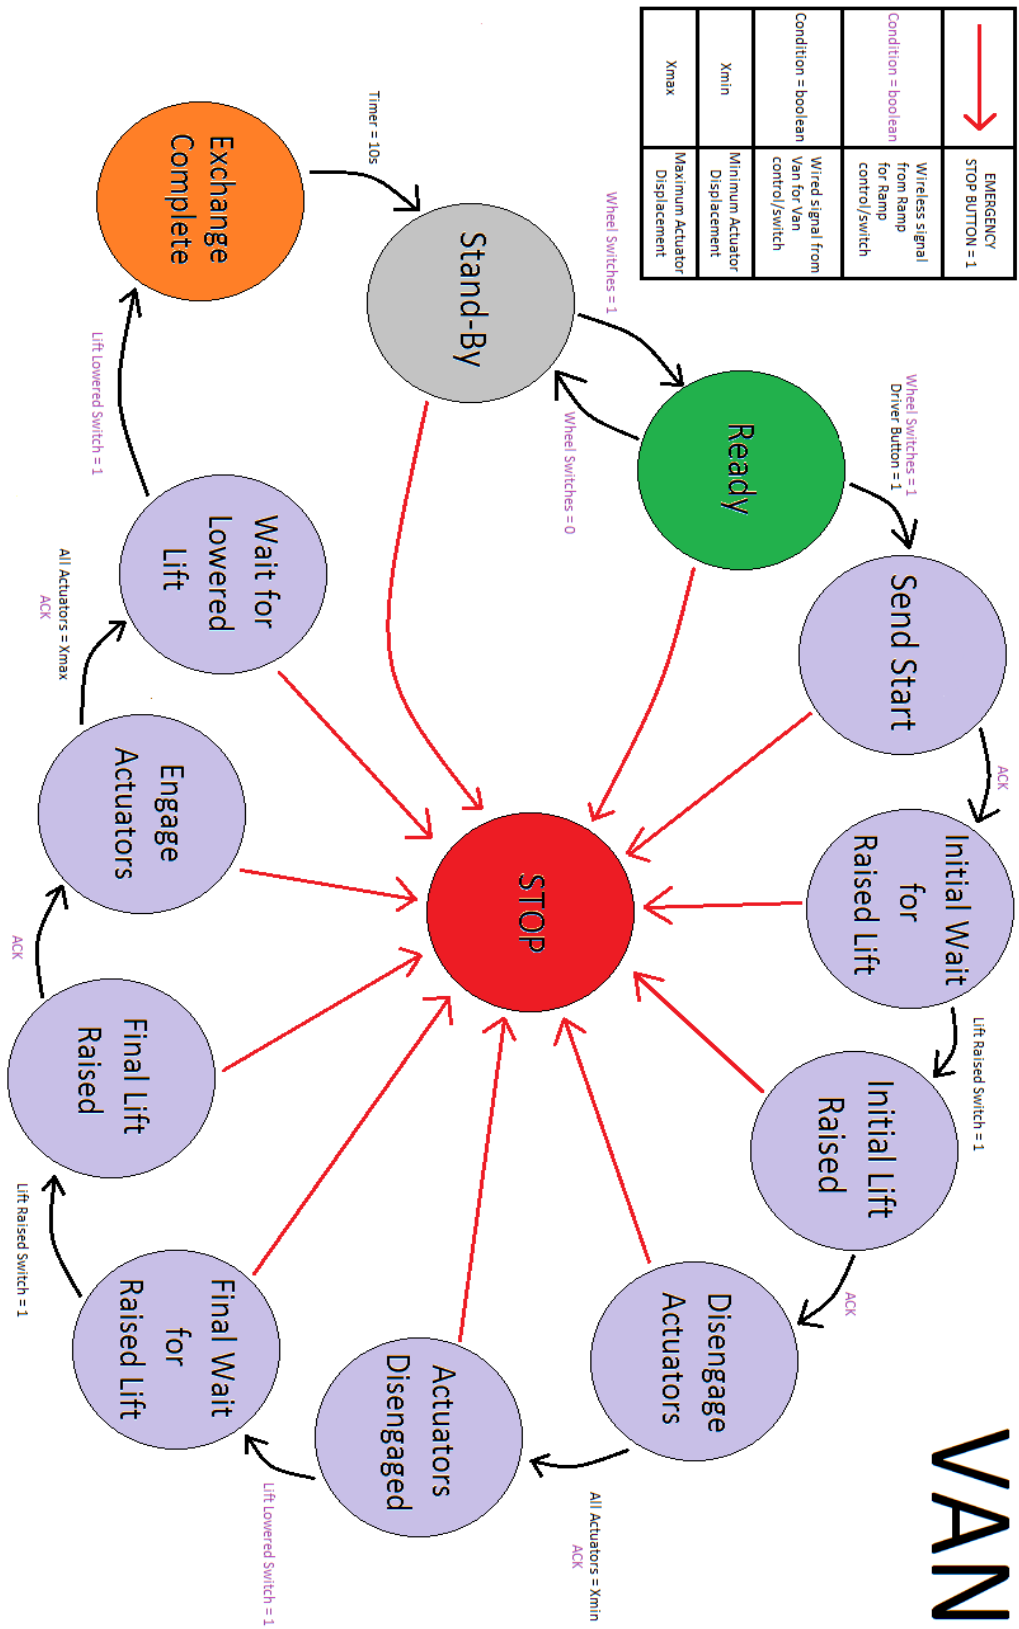 VAN
EMERGENCY
STOP BUTTON = 1
Condition = boolean
Wireless signal
from Ramp
for Ramp
control/switch
Condition = boolean
Wired signal from
Van for Van
control/switch
Xmin
Minimum Actuator
Displacement
Xmax
Maximum Actuator
Displacement
Exchange
Complete
Timer = 10s
Stand-By
Wheel Switches = 1
Wheel Switches = 0
Ready
Wheel Switches = 1
Driver Button = 1
Send Start
ACK
Initial Wait
for
Raised Lift
Lift Raised Switch = 1
Initial Lift
Raised
ACK
Disengage
Actuators
All Actuators = Xmin
ACK
Actuators
Disengaged
Lift Lowered Switch = 1
Final Wait
for
Raised Lift
Lift Raised Switch = 1
Final Lift
Raised
ACK
Engage
Actuators
All Actuators = Xmax
ACK
Wait for
Lowered
Lift
Lift Lowered Switch = 1
STOP